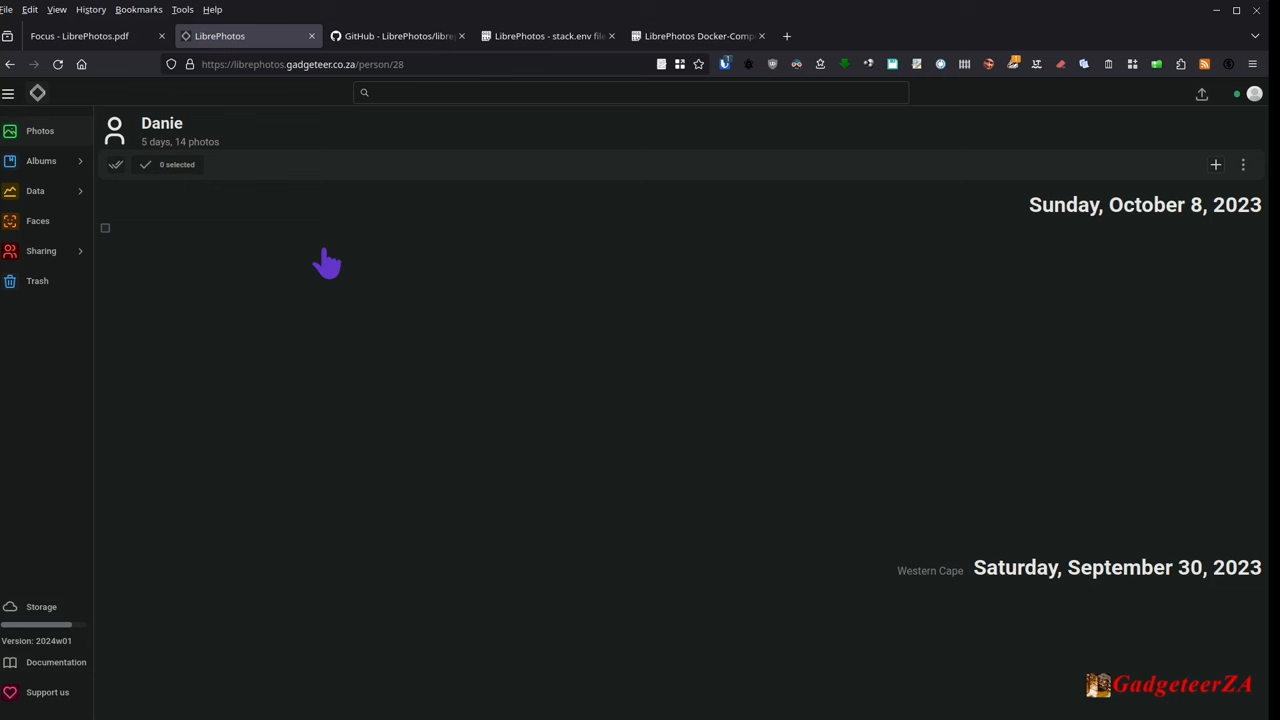 File Edit View History Bookmarks Tools Help
Focus - LibrePhotos.pdf
LibrePhotos
GitHub - LibrePhotos/libre
LibrePhotos - stack.env file
LibrePhotos Docker-Comp
https://librephotos.gadgeteer.co.za/person/28
Danie
5 days, 14 photos
0 selected
Photos
Albums
Data
Faces
Sharing
Trash
Sunday, October 8, 2023
Western Cape Saturday, September 30, 2023
Storage
Version: 2024w01
Documentation
Support us
GadgeteerZA